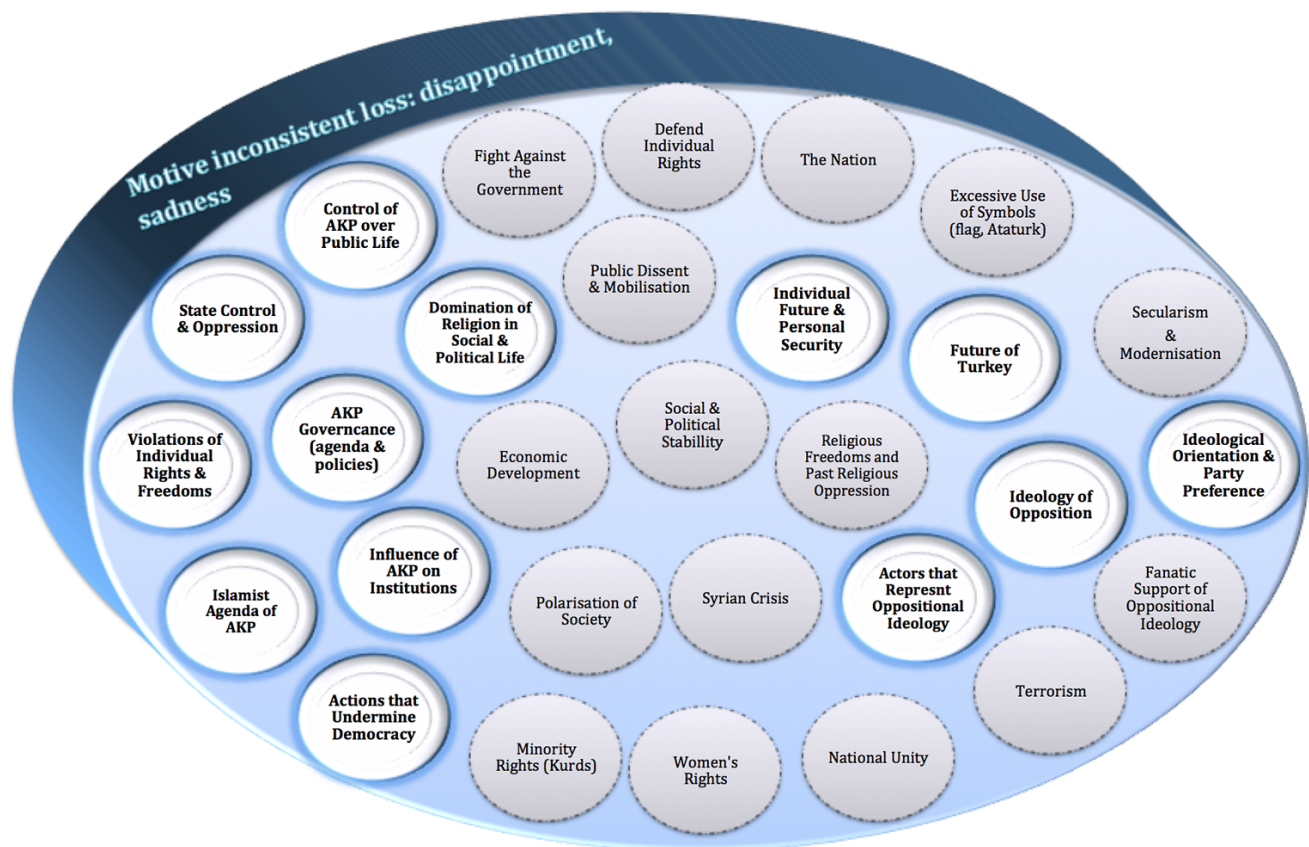 Motive inconsistent loss: disappointment,
sadness
Fight Against
the
Government
Defend
Individual
Rights
The Nation
Excessive Use
of Symbols
(flag, Ataturk)
Control of
AKP over
Public Life
State Control
& Oppression
Domination of
Religion in
Social &
Political Life
Public Dissent
& Mobilisation
Individual
Future &
Personal
Security
Future of
Turkey
Secularism
&
Modernisation
Violations of
Individual
Rights &
Freedoms
AKP
Governcance
(agenda &
policies)
Economic
Development
Social &
Political
Stabillity
Religious
Freedoms and
Past Religious
Oppression
Ideology of
Opposition
Ideological
Orientation &
Party
Preference
Islamist
Agenda of
AKP
Influence of
AKP on
Institutions
Polarisation of
Society
Syrian Crisis
Actors that
Represnt
Oppositional
Ideology
Fanatic
Support of
Oppositional
Ideology
Actions that
Undermine
Democracy
Minority
Rights (Kurds)
Women's
Rights
National Unity
Terrorism